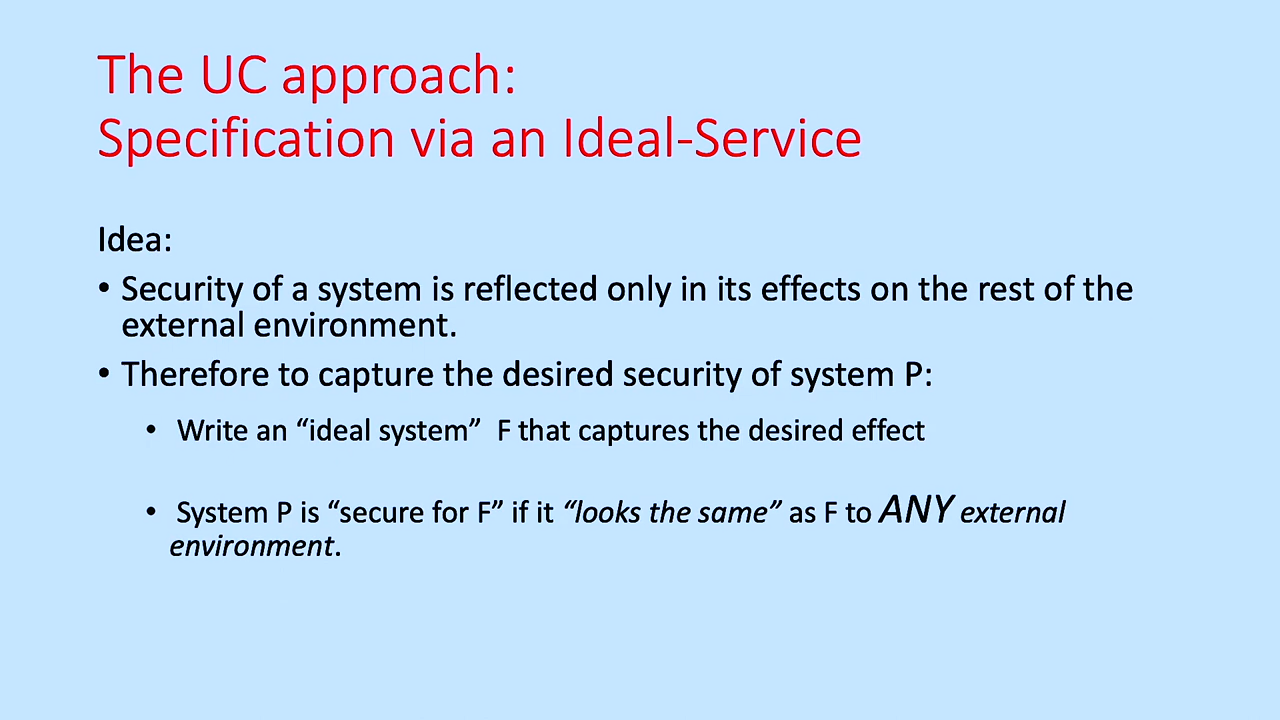 The UC approach:
Specification via an Ideal-Service
Idea:
• Security of a system is reflected only in its effects on the rest of the
external environment.
• Therefore to capture the desired security of system P:
• Write an “ideal system” F that captures the desired effect
• System P is “secure for F” if it “looks the same” as F to ANY external
environment.